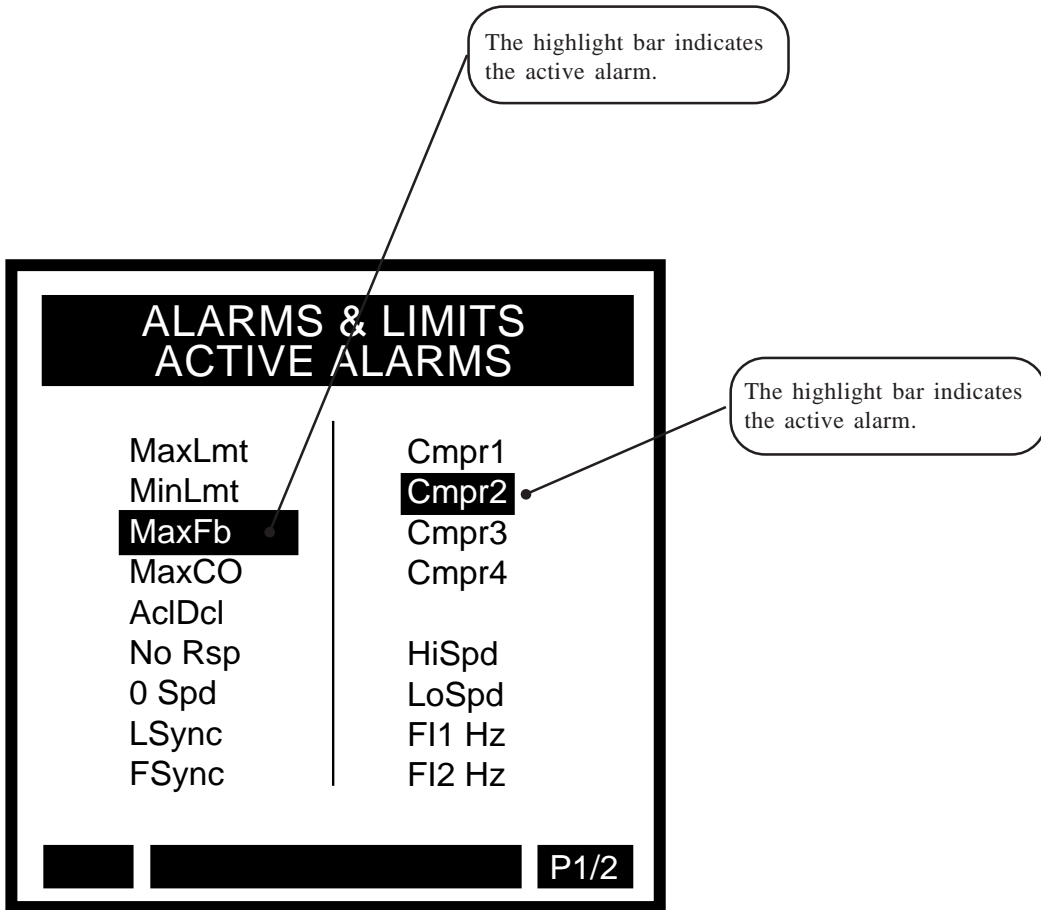 The highlight bar indicates
the active alarm.
ALARMS & LIMITS
ACTIVE ALARMS
MaxLmt
MinLmt
MaxFb
MaxCO
AclDcl
No Rsp
0 Spd
LSync
FSync
Cmpr1
Cmpr2
Cmpr3
Cmpr4
HiSpd
LoSpd
FI1 Hz
FI2 Hz
The highlight bar indicates
the active alarm.
P1/2